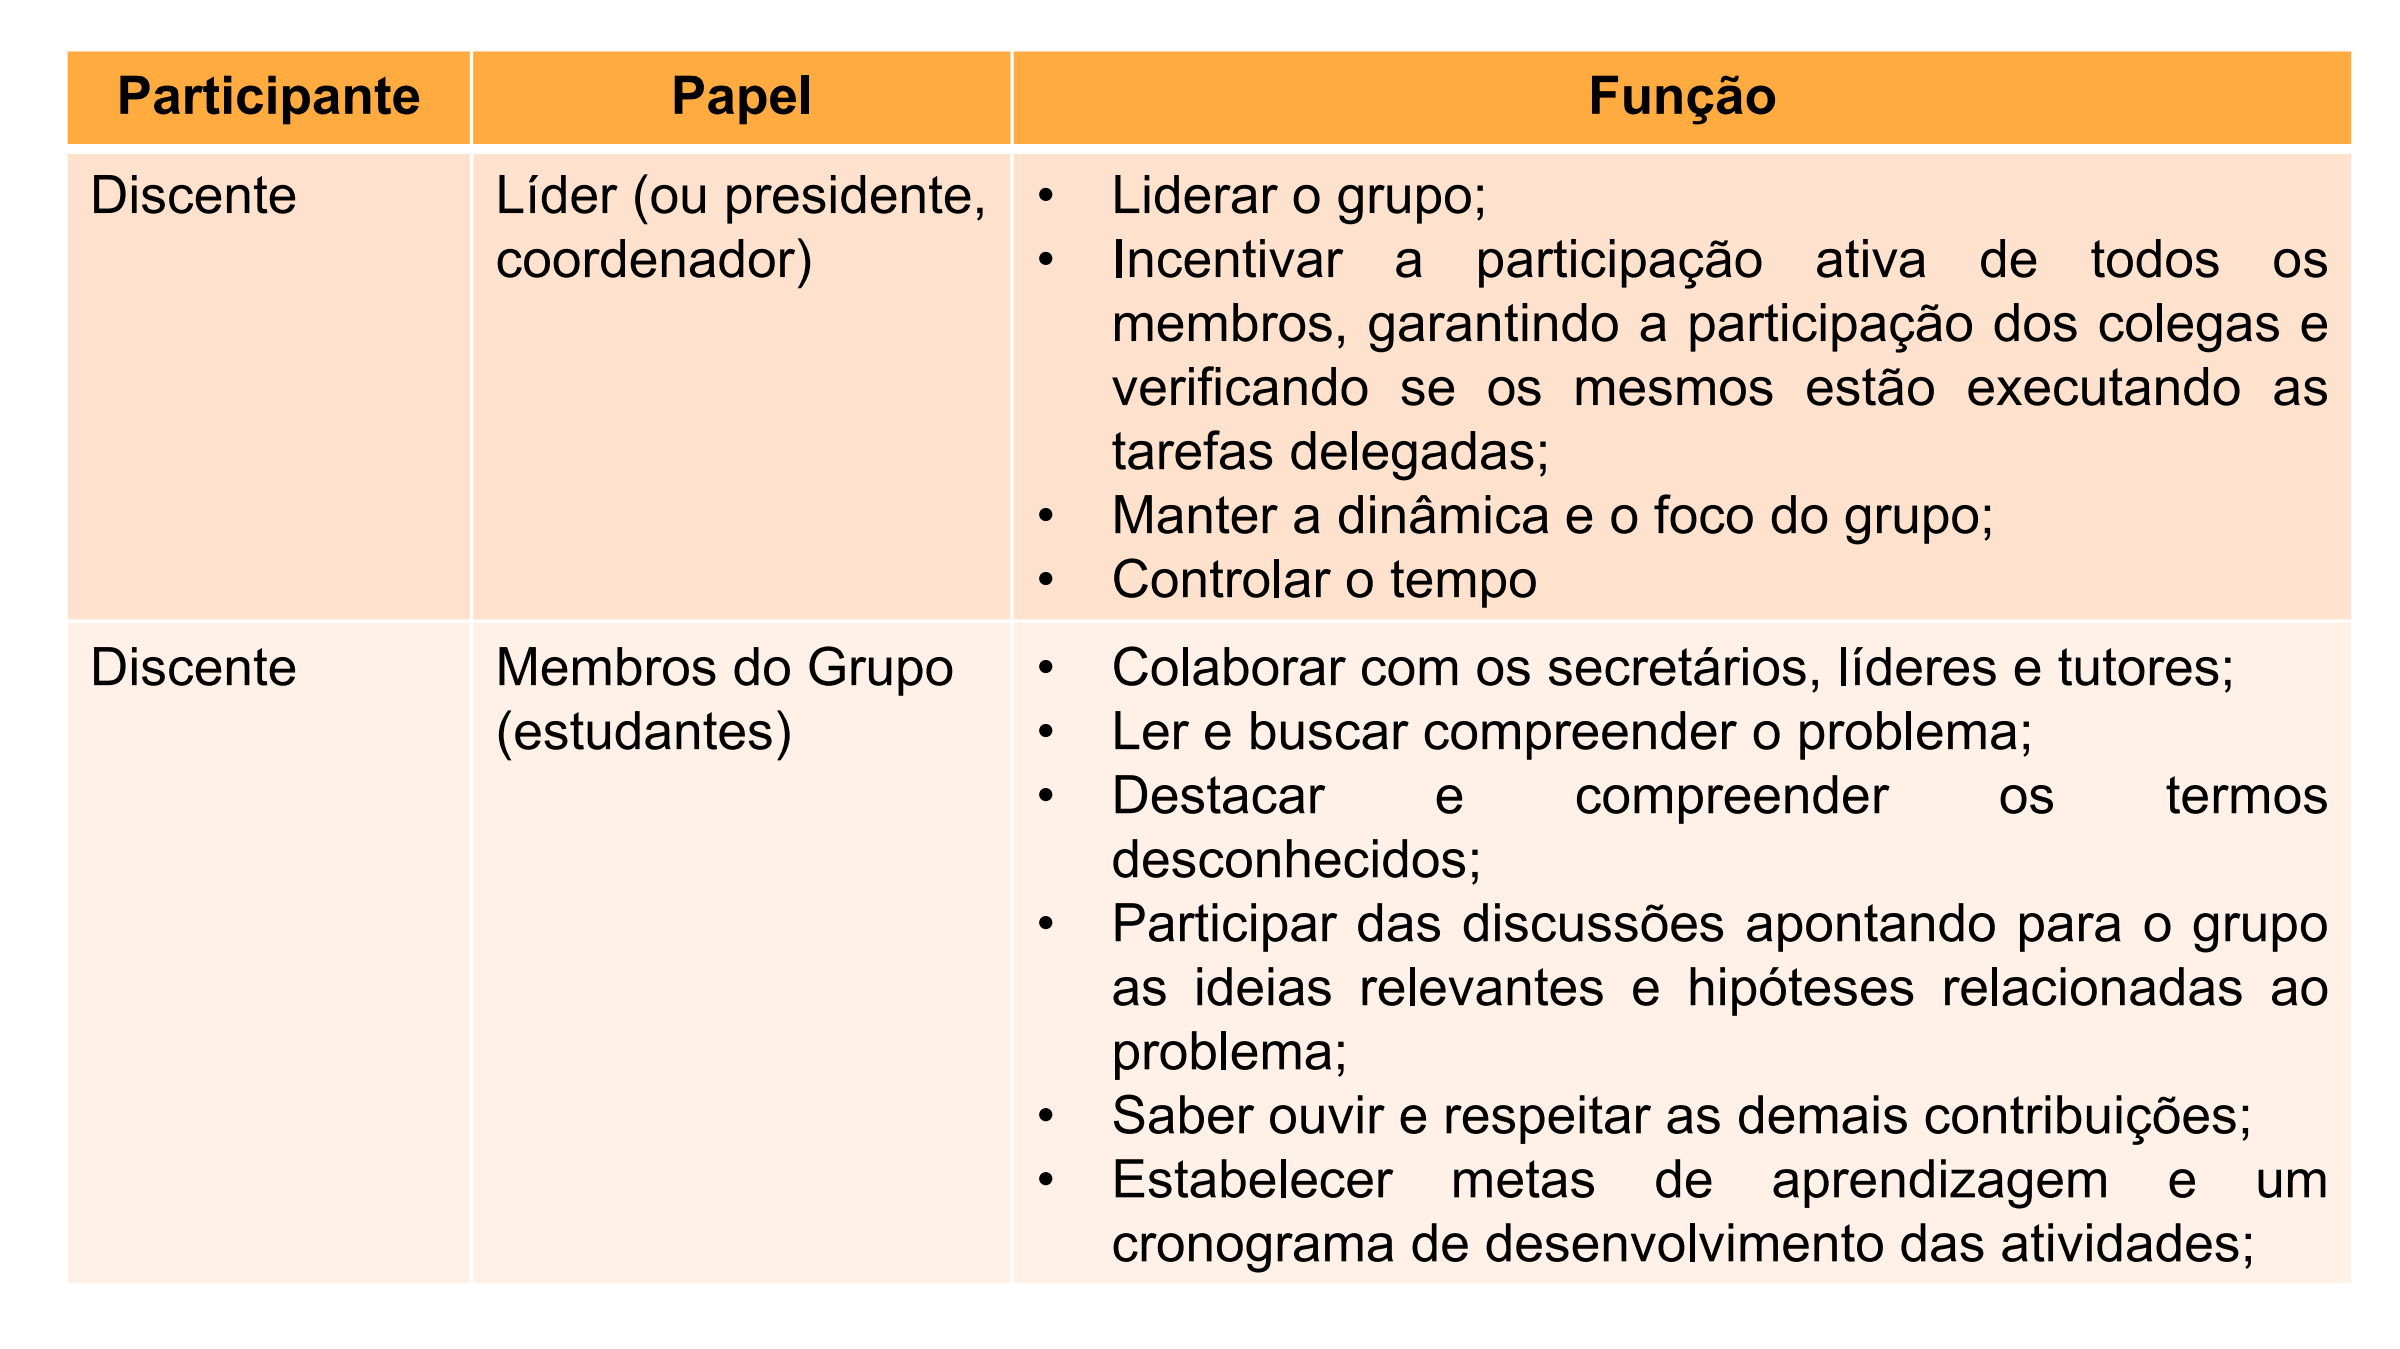 Participante Papel Função
Discente
Líder (ou presidente,
coordenador)
• Liderar o grupo;
• Incentivar a participação ativa de todos os
membros, garantindo a participação dos colegas e
verificando se os mesmos estão executando as
tarefas delegadas;
• Manter a dinâmica e o foco do grupo;
• Controlar o tempo
Discente
Membros do Grupo
(estudantes)
• Colaborar com os secretários, líderes e tutores;
• Ler e buscar compreender o problema;
• Destacar e compreender os termos
desconhecidos;
• Participar das discussões apontando para o grupo
as ideias relevantes e hipóteses relacionadas ao
problema;
• Saber ouvir e respeitar as demais contribuições;
• Estabelecer metas de aprendizagem e um
cronograma de desenvolvimento das atividades;